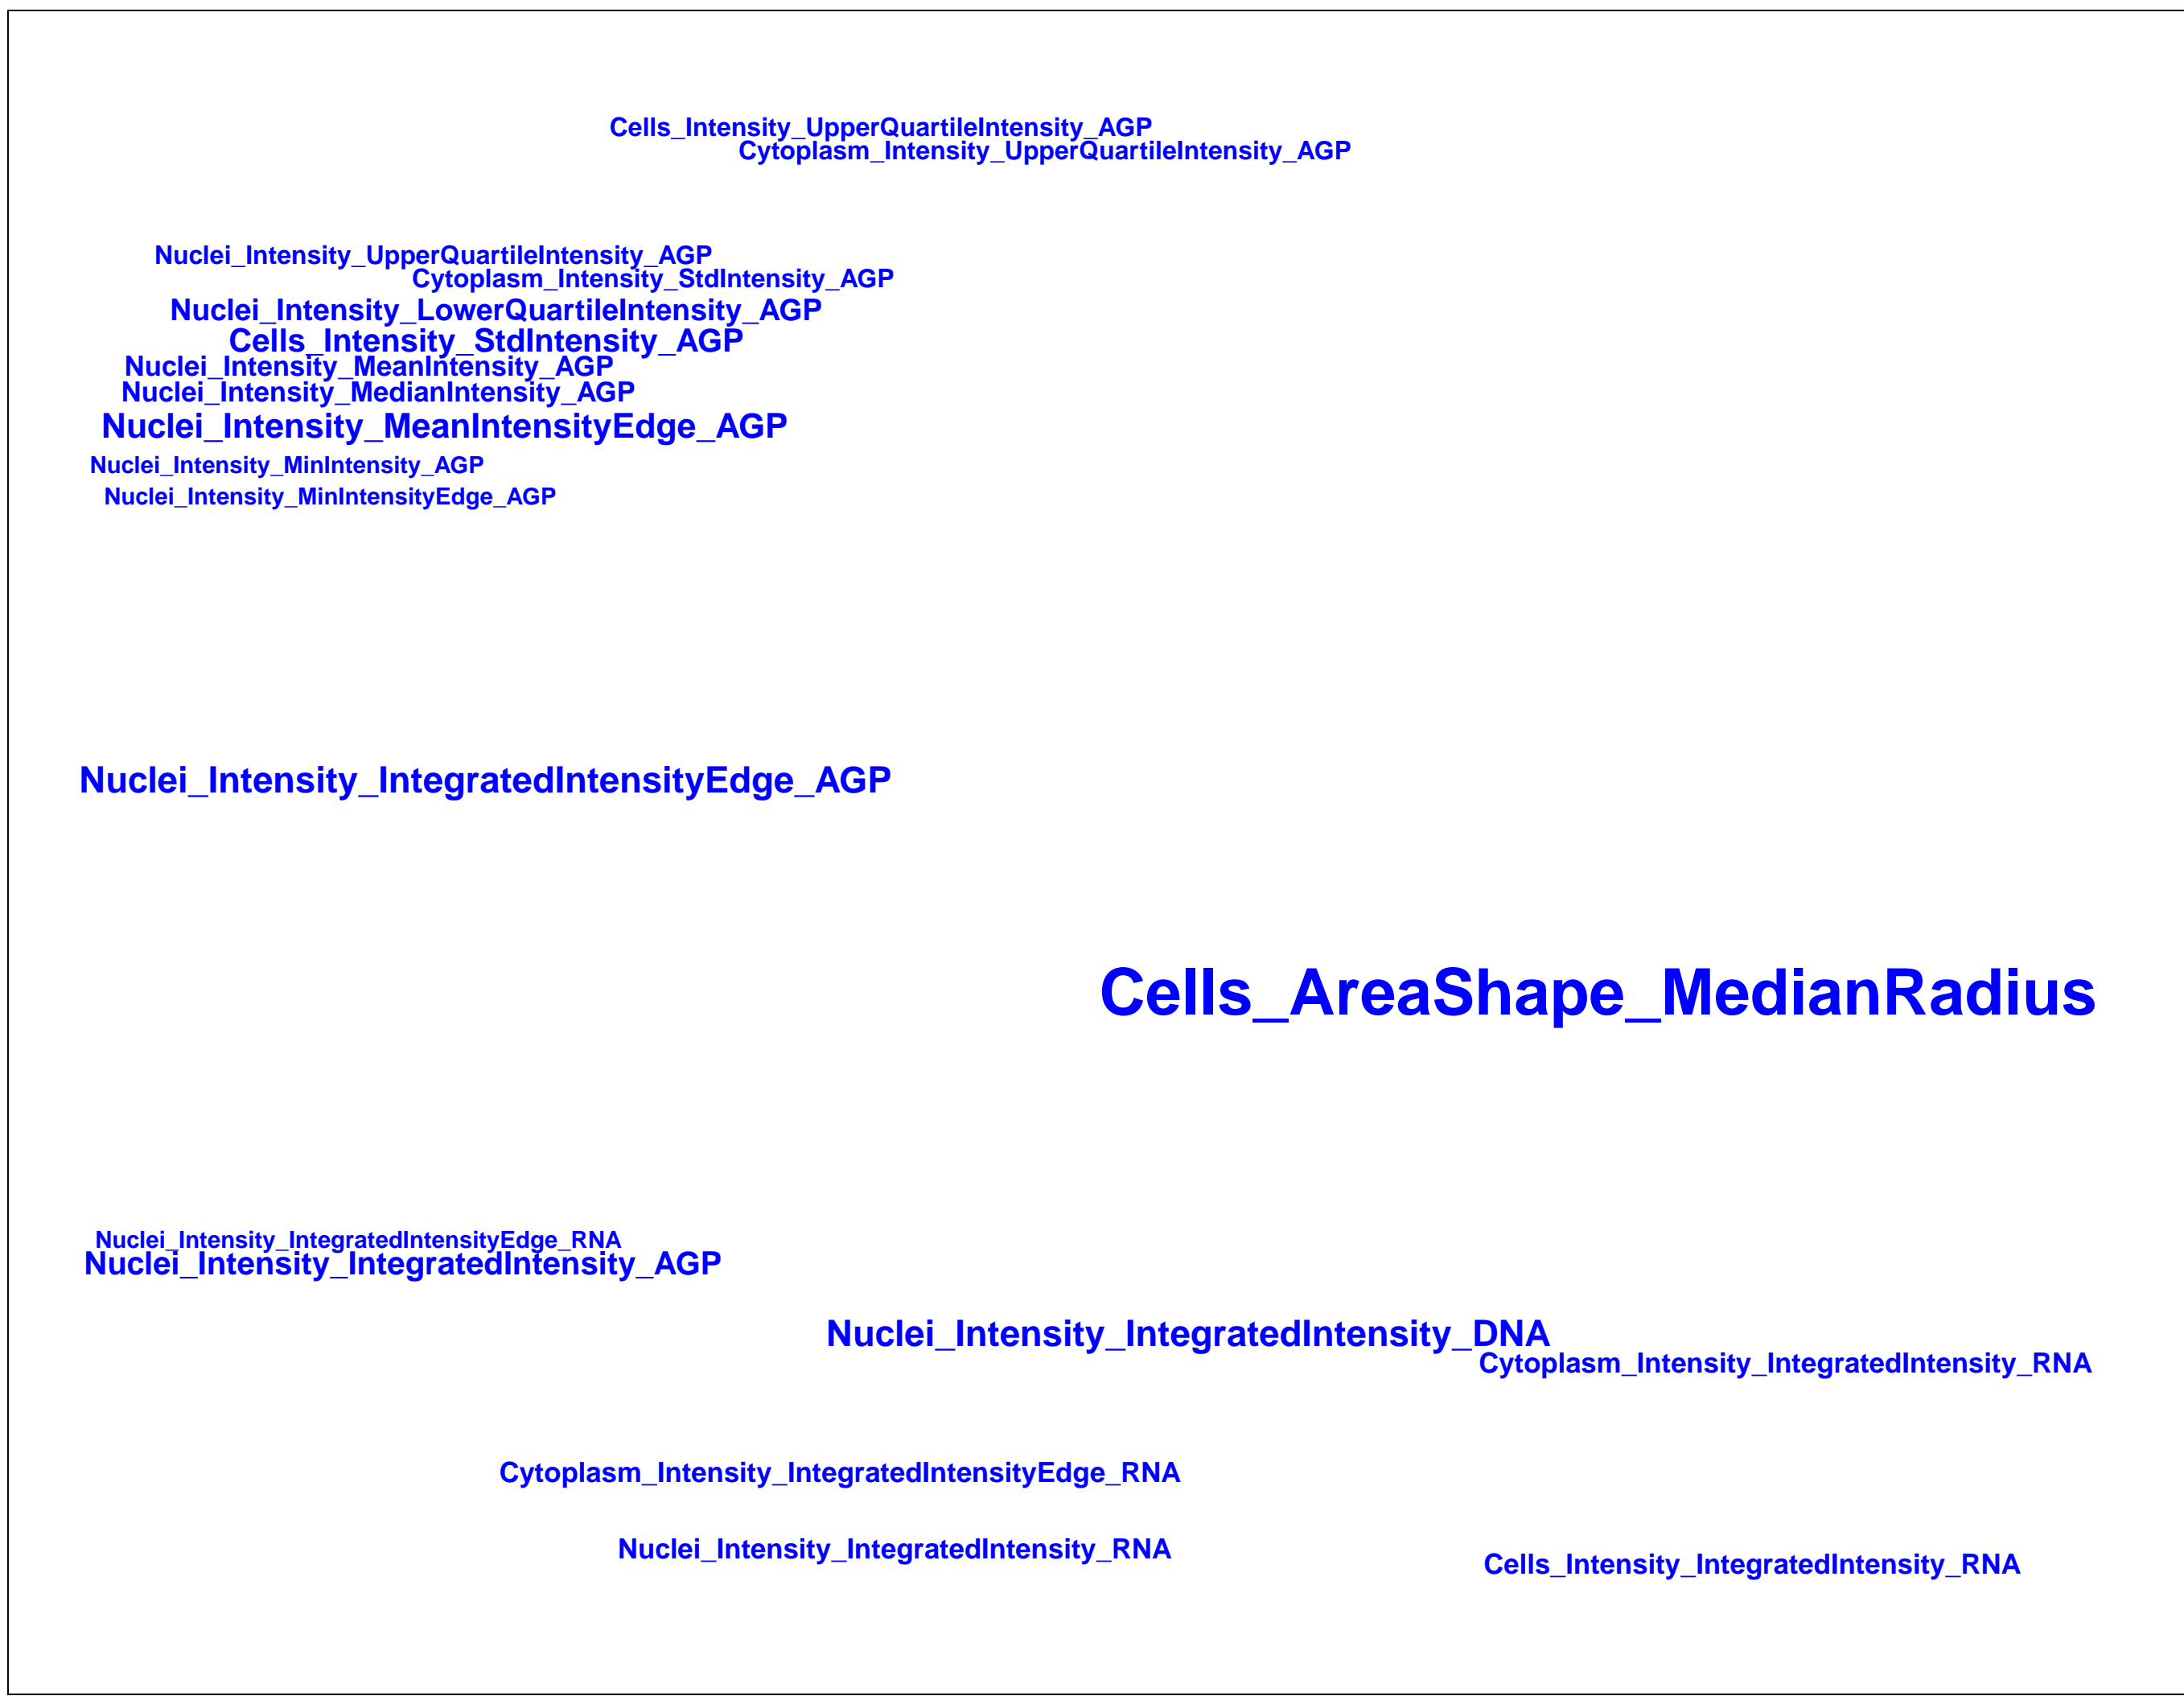 Cells_Intensity_UpperQuartileIntensity_AGP
Cytoplasm_Intensity_UpperQuartileIntensity_AGP
Nuclei_Intensity_UpperQuartileIntensity_AGP
Cytoplasm_Intensity_StdIntensity_AGP
Nuclei_Intensity_LowerQuartileIntensity_AGP
Cells_Intensity_StdIntensity_AGP
Nuclei_Intensity_MeanIntensity_AGP
Nuclei_Intensity_MedianIntensity_AGP
Nuclei_Intensity_MeanIntensityEdge_AGP
Nuclei_Intensity_MinIntensity_AGP
Nuclei_Intensity_MinIntensityEdge_AGP
Nuclei_Intensity_IntegratedIntensityEdge_AGP
Cells_AreaShape_MedianRadius
Nuclei_Intensity_IntegratedIntensityEdge_RNA
Nuclei_Intensity_IntegratedIntensity_AGP
Nuclei_Intensity_IntegratedIntensity_DNA
Cytoplasm_Intensity_IntegratedIntensity_RNA
Cytoplasm_Intensity_IntegratedIntensityEdge_RNA
Nuclei_Intensity_IntegratedIntensity_RNA
Cells_Intensity_IntegratedIntensity_RNA